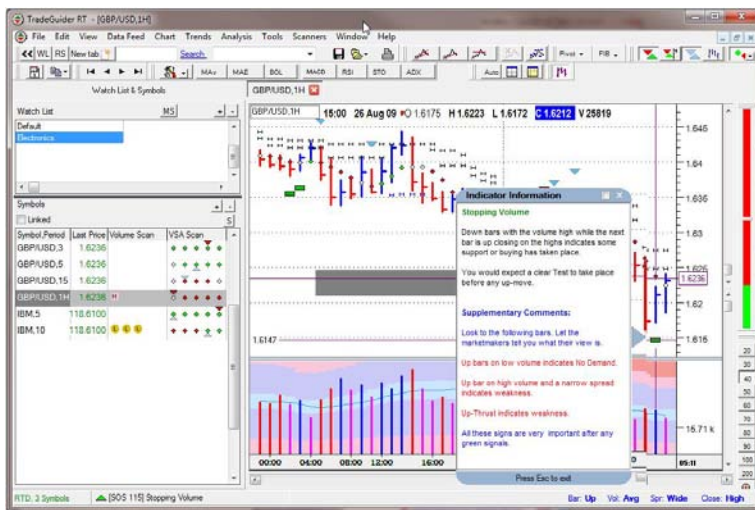 TradeGuider RT - [GBP/USD,1H]
File Edit View Data Feed Chart Trends Analysis Tools Scanners Window Help
WL RS New tab Search Pivot FIB
MAv MAE BOL MACD RSI STO ADX Auto
Watch List & Symbols
GBP/USD,1H
Watch List MS + -
Default
Electronics
Symbols + -
Linked S
Symbol,Period Last Price Volume Scan VSA Scan
GBP/USD,3 1.6236
GBP/USD,5 1.6236
GBP/USD,15 1.6236
GBP/USD,1H 1.6236 H
IBM,5 118.6100
IBM,10 118.6100 L L L
RTD, 3 Symbols
[SOS 115] Stopping Volume
GBP/USD,1H 15:00 26 Aug 09 O 1.6175 H 1.6223 L 1.6172 C 1.6212 V 25819
1.645
1.64
1.635
1.63
1.625
1.6236
1.62
1.615
1.6147
15.71 k
00:00 04:00 08:00 12:00 16:00
05:11
Indicator Information
Stopping Volume
Down bars with the volume high while the next
bar is up closing on the highs indicates some
support or buying has taken place.
You would expect a clear Test to take place
before any up-move.
Supplementary Comments:
Look to the following bars. Let the
marketmakers tell you what their view is.
Up bars on low volume indicates No Demand.
Up bar on high volume and a narrow spread
indicates weakness.
Up-Thrust indicates weakness.
All these signs are very important after any
green signals.
Press Esc to exit
20
30
40
50
60
70
80
90
100
200
Bar: Up Vol: Avg Spr: Wide Close: High